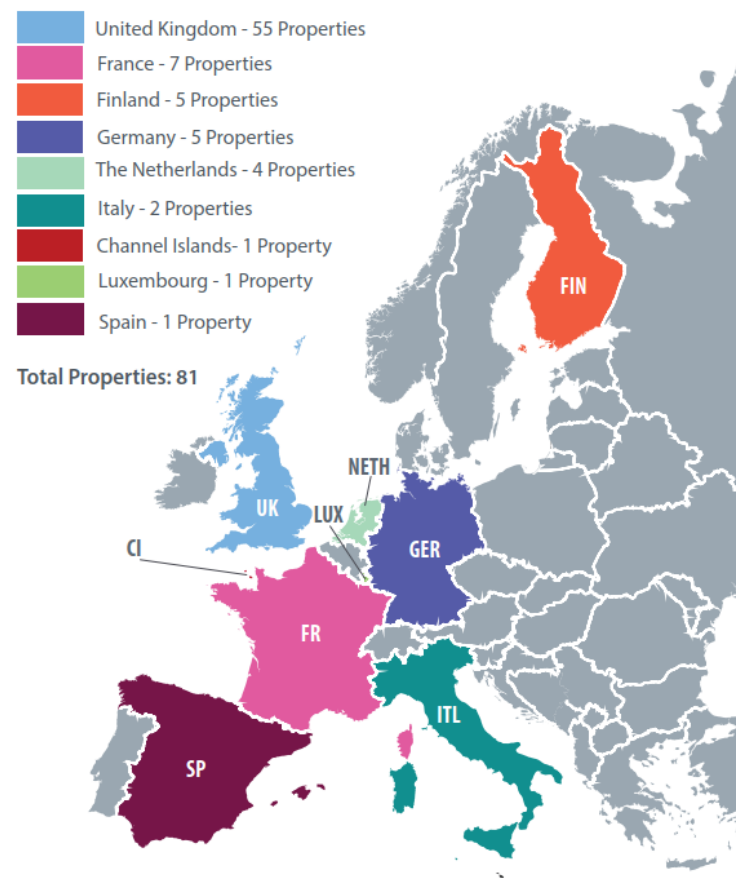 United Kingdom - 55 Properties
France - 7 Properties
Finland - 5 Properties
Germany - 5 Properties
The Netherlands - 4 Properties
Italy - 2 Properties
Channel Islands- 1 Property
Luxembourg - 1 Property
Spain - 1 Property
Total Properties: 81
FIN
NETH
UK
LUX
GER
CI
FR
ITL
SP